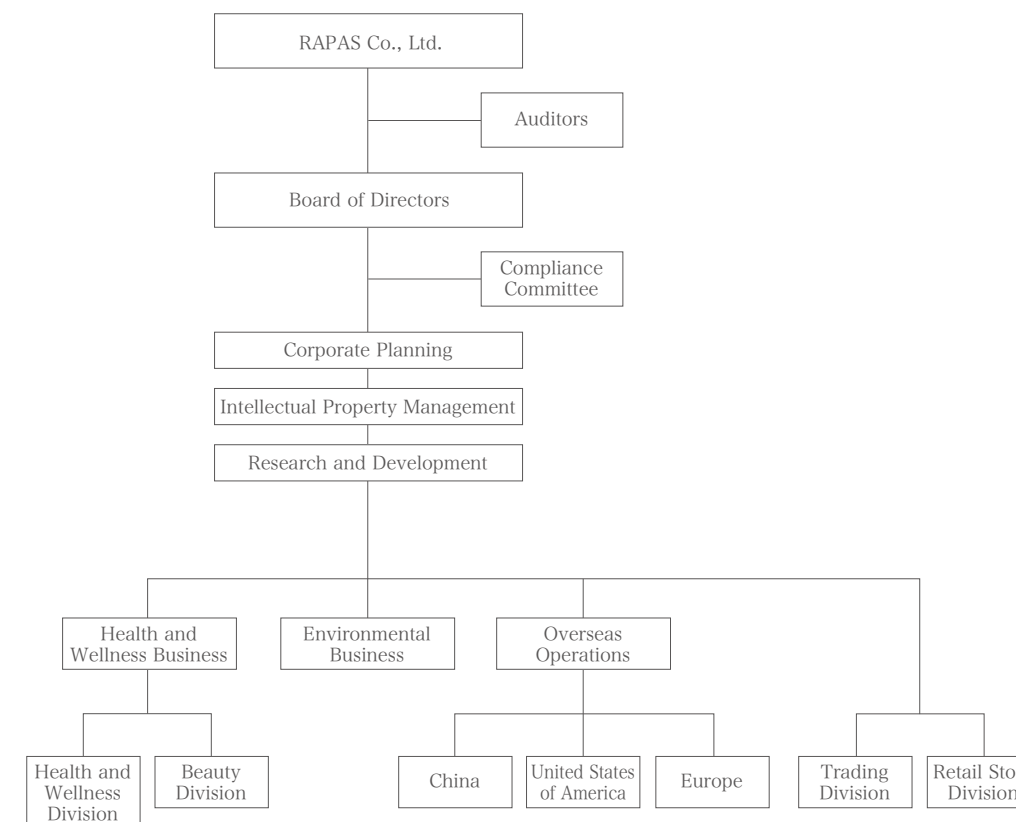 RAPAS Co., Ltd.
Auditors
Board of Directors
Compliance
Committee
Corporate Planning
Intellectual Property Management
Research and Development
Health and
Wellness Business
Environmental
Business
Overseas
Operations
Health and
Wellness
Division
Beauty
Division
China
United States
of America
Europe
Trading
Division
Retail
Division